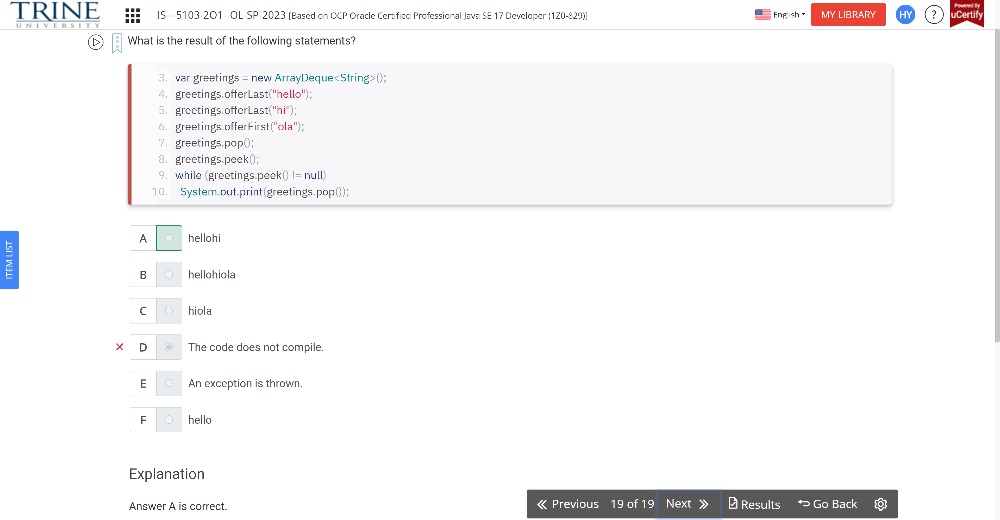 TRINE
UNIVERSITY
IS---5103-2O1--OL-SP-2023 [Based on OCP Oracle Certified Professional Java SE 17 Developer (1Z0-829)]
English
MY LIBRARY
HY
?
Powered By
uCertify
What is the result of the following statements?
3. var greetings = new ArrayDeque<String>();
4. greetings.offerLast("hello");
5. greetings.offerLast("hi");
6. greetings.offerFirst("ola");
7. greetings.pop();
8. greetings.peek();
9. while (greetings.peek() != null)
10. System.out.print(greetings.pop());
ITEM LIST
A hellohi
B hellohiola
C hiola
D The code does not compile.
E An exception is thrown.
F hello
Explanation
Answer A is correct.
Previous 19 of 19 Next Results Go Back